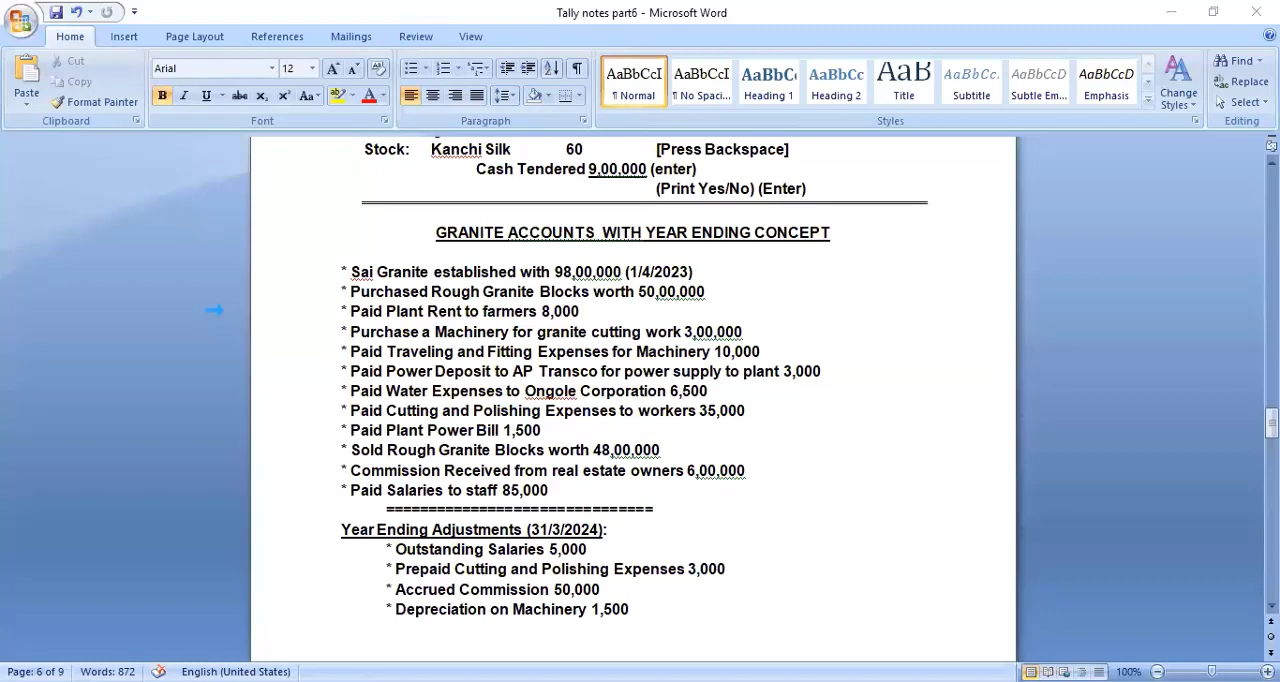 Tally notes part6 - Microsoft Word
Home Insert Page Layout References Mailings Review View
Paste
Cut
Copy
Format Painter
Clipboard
Arial 12
Font
Paragraph
AaBbCcI AaBbCcI AaBbC AaBbCc AaB AaBbCc. AaBbCcD AaBbCcD
¶ Normal ¶ No Spaci... Heading 1 Heading 2 Title Subtitle Subtle Em... Emphasis
Change Styles
Styles
Find
Replace
Select
Editing
Stock: Kanchi Silk 60 [Press Backspace]
Cash Tendered 9,00,000 (enter)
(Print Yes/No) (Enter)
GRANITE ACCOUNTS WITH YEAR ENDING CONCEPT
* Sai Granite established with 98,00,000 (1/4/2023)
* Purchased Rough Granite Blocks worth 50,00,000
* Paid Plant Rent to farmers 8,000
* Purchase a Machinery for granite cutting work 3,00,000
* Paid Traveling and Fitting Expenses for Machinery 10,000
* Paid Power Deposit to AP Transco for power supply to plant 3,000
* Paid Water Expenses to Ongole Corporation 6,500
* Paid Cutting and Polishing Expenses to workers 35,000
* Paid Plant Power Bill 1,500
* Sold Rough Granite Blocks worth 48,00,000
* Commission Received from real estate owners 6,00,000
* Paid Salaries to staff 85,000
==============================
Year Ending Adjustments (31/3/2024):
* Outstanding Salaries 5,000
* Prepaid Cutting and Polishing Expenses 3,000
* Accrued Commission 50,000
* Depreciation on Machinery 1,500
Page: 6 of 9 Words: 872 English (United States) 100%